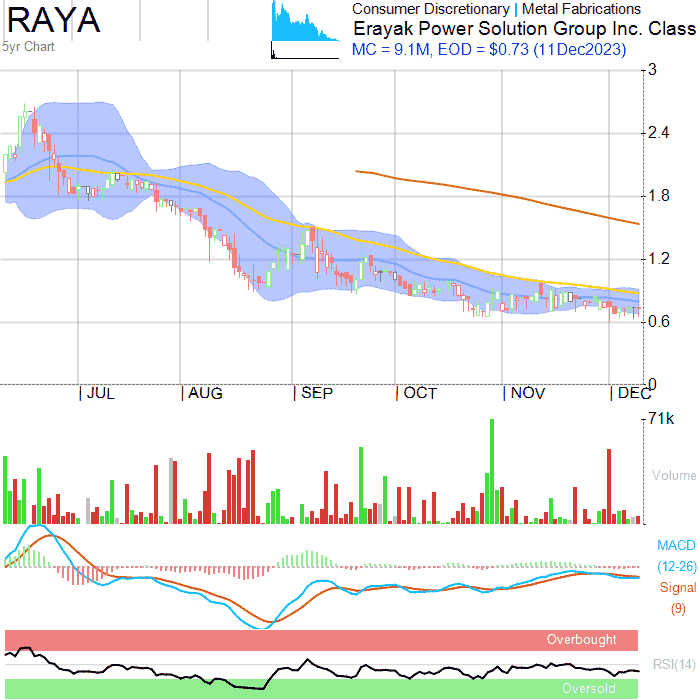 RAYA
5yr Chart
Consumer Discretionary | Metal Fabrications
Erayak Power Solution Group Inc. Class
MC = 9.1M, EOD = $0.73 (11Dec2023)
3
2.4
1.8
1.2
0.6
0
JUL AUG SEP OCT NOV DEC
71k
Volume
MACD
(12-26)
Signal
(9)
Overbought
RSI(14)
Oversold